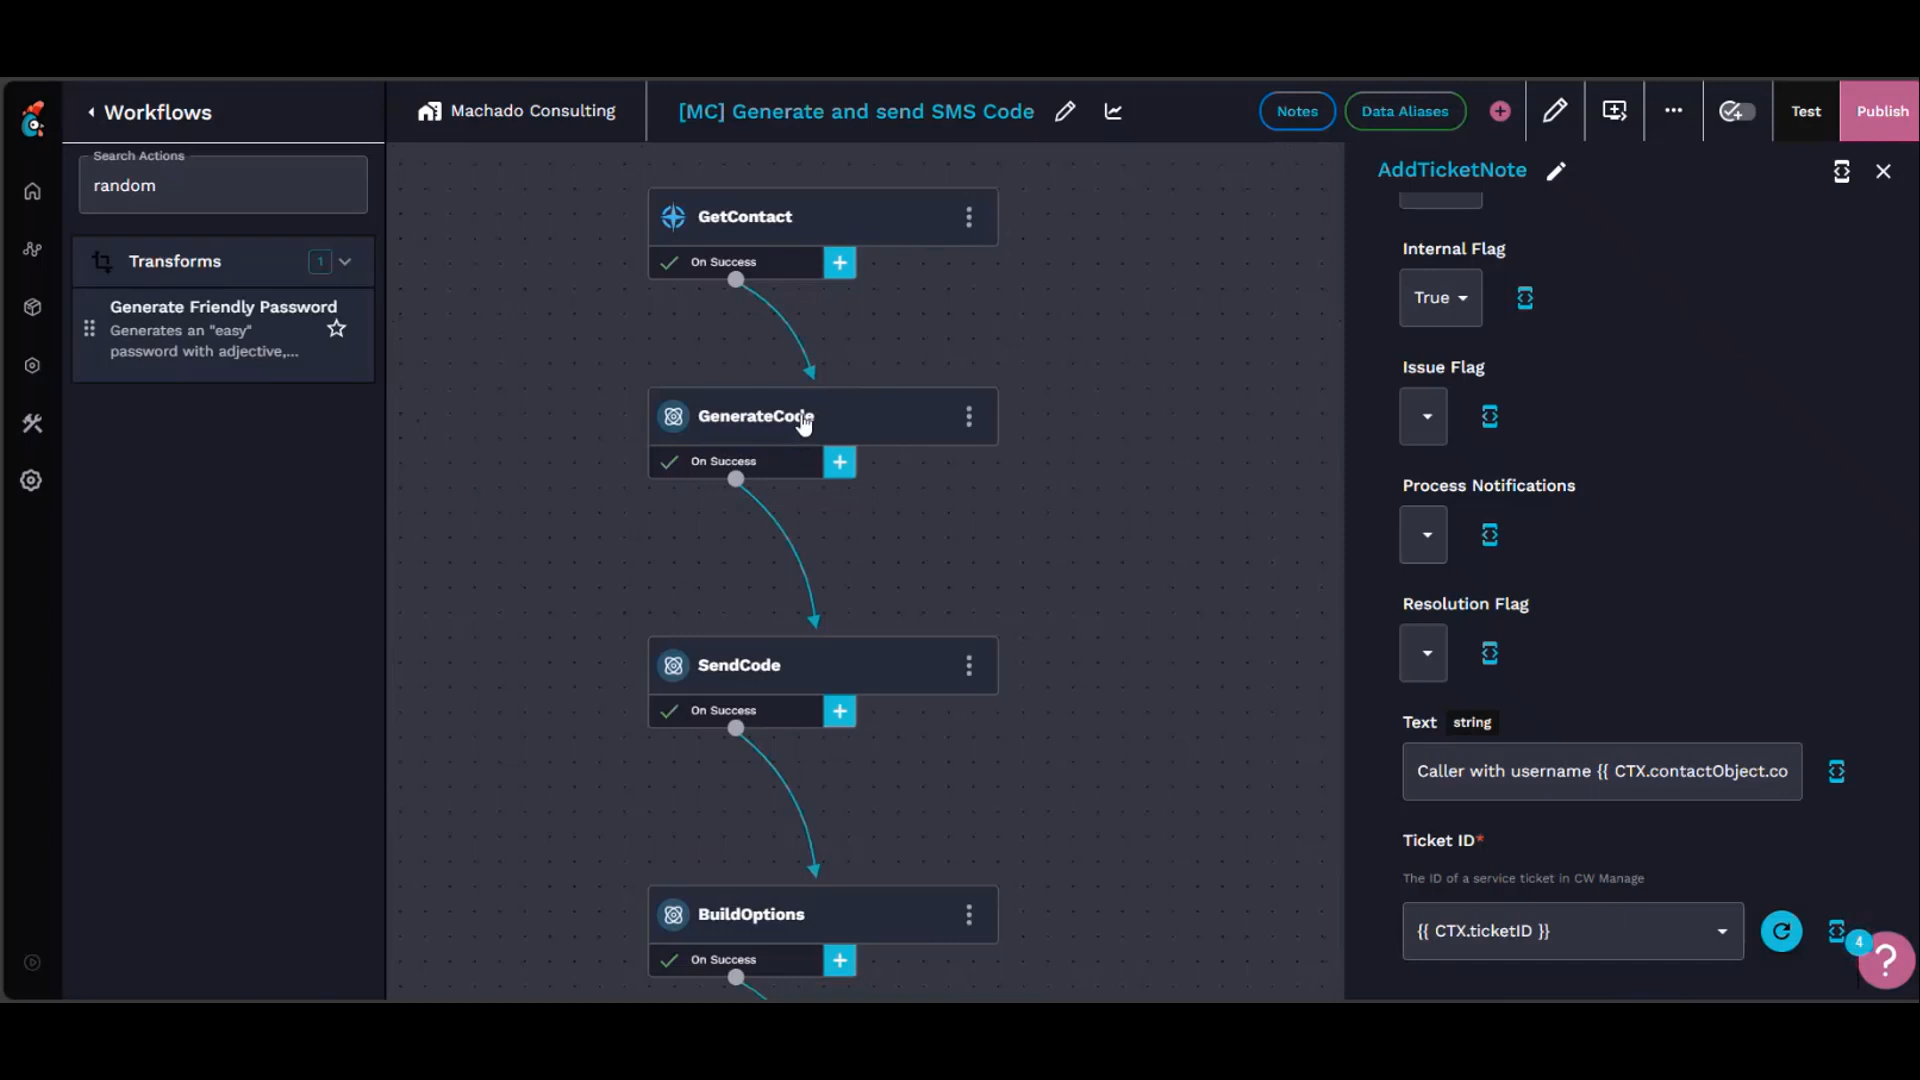 Workflows
Machado Consulting
[MC] Generate and send SMS Code
Notes
Data Aliases
Test
Publish
Search Actions
random
Transforms
1
Generate Friendly Password
Generates an "easy"
password with adjective,...
GetContact
On Success
GenerateCode
On Success
SendCode
On Success
BuildOptions
On Success
AddTicketNote
Internal Flag
True
Issue Flag
Process Notifications
Resolution Flag
Text string
Caller with username {{ CTX.contactObject.co
Ticket ID*
The ID of a service ticket in CW Manage
{{ CTX.ticketID }}
4
?